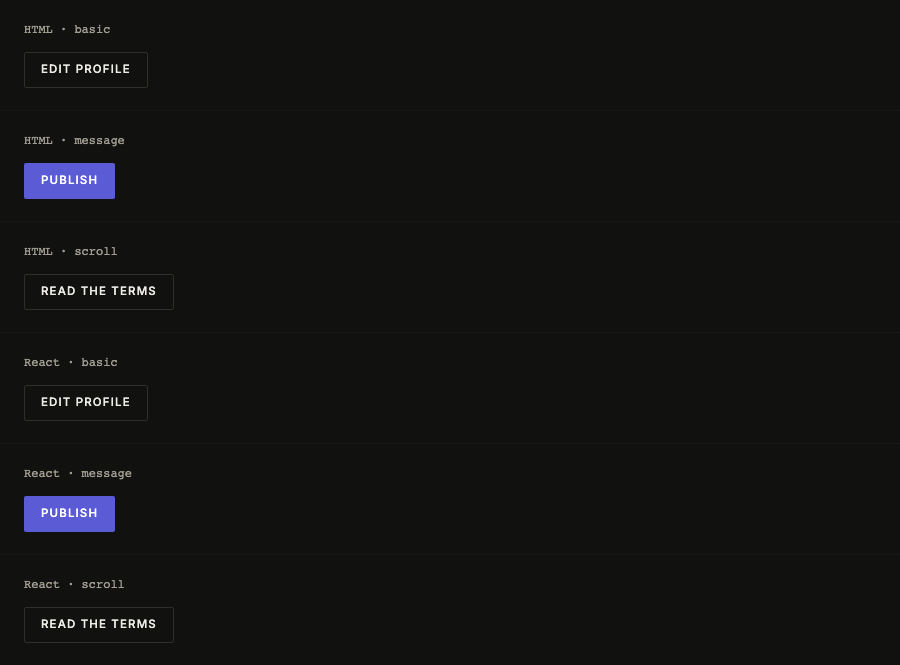 HTML · basic
EDIT PROFILE
HTML · message
PUBLISH
HTML · scroll
READ THE TERMS
React · basic
EDIT PROFILE
React · message
PUBLISH
React · scroll
READ THE TERMS